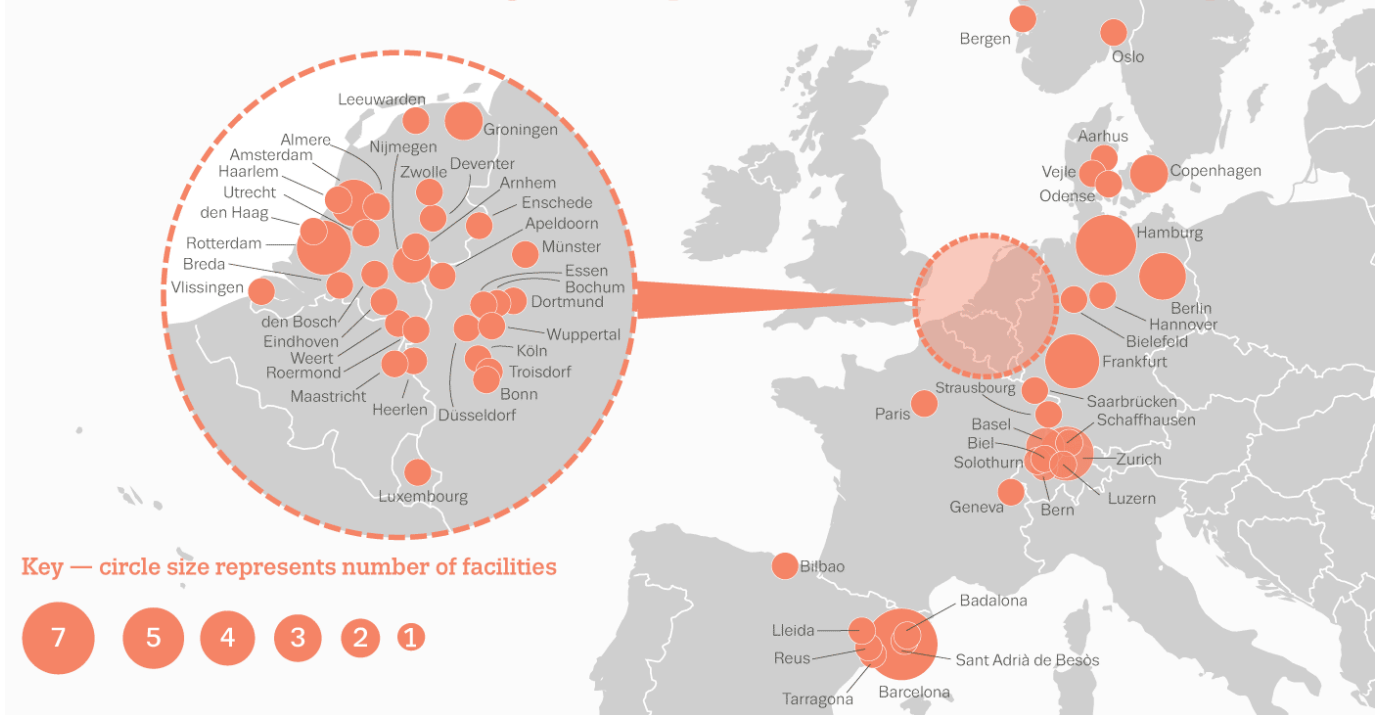 Bergen
Oslo
Leeuwarden
Groningen
Almere
Nijmegen
Amsterdam
Deventer
Haarlem
Zwolle
Arnhem
Utrecht
Enschede
den Haag
Apeldoorn
Rotterdam
Münster
Breda
Essen
Vlissingen
Bochum
Dortmund
den Bosch
Wuppertal
Eindhoven
Köln
Weert
Roermond
Troisdorf
Maastricht
Bonn
Heerlen
Düsseldorf
Luxembourg
Aarhus
Vejle
Copenhagen
Odense
Hamburg
Berlin
Hannover
Bielefeld
Frankfurt
Strausbourg
Saarbrücken
Paris
Schaffhausen
Basel
Biel
Solothurn
Zurich
Luzern
Geneva
Bern
Bilbao
Badalona
Lleida
Reus
Sant Adrià de Besòs
Tarragona
Barcelona
Key — circle size represents number of facilities
7 5 4 3 2 1